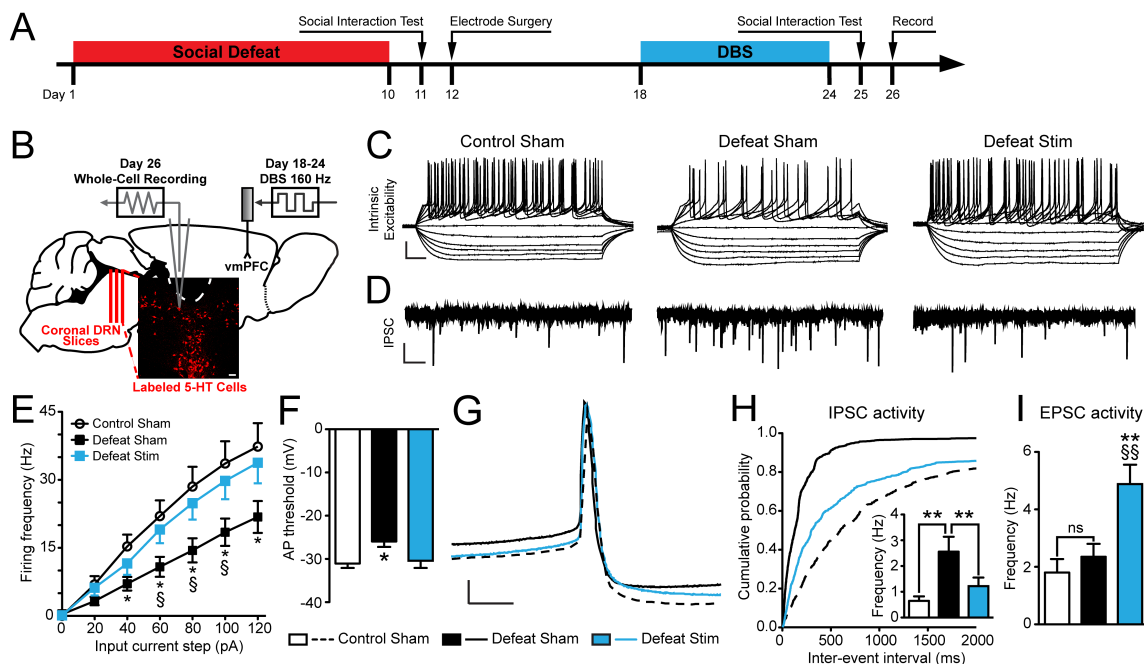 A
Social Interaction Test
Electrode Surgery
Social Interaction Test
Record
Social Defeat
DBS
Day 1
10
11
12
18
24
25
26
B
Day 26
Whole-Cell Recording
Day 18-24
DBS 160 Hz
vmPFC
Coronal DRN
Slices
Labeled 5-HT Cells
C
Control Sham
Defeat Sham
Defeat Stim
Intrinsic
Excitability
D
IPSC
E
Firing frequency (Hz)
45
30
15
0
Control Sham
Defeat Sham
Defeat Stim
*
*
§
*
§
*
§
*
0 20 40 60 80 100 120
Input current step (pA)
F
AP threshold (mV)
0
-10
-20
-30
-40
*
G
Control Sham
Defeat Sham
Defeat Stim
H
IPSC activity
Cumulative probability
1.0
0.8
0.6
0.4
0.2
0.0
0 500 1000 1500 2000
Inter-event interval (ms)
Frequency (Hz)
4
3
2
1
0
** **
I
EPSC activity
Frequency (Hz)
6
4
2
0
ns
**
§§